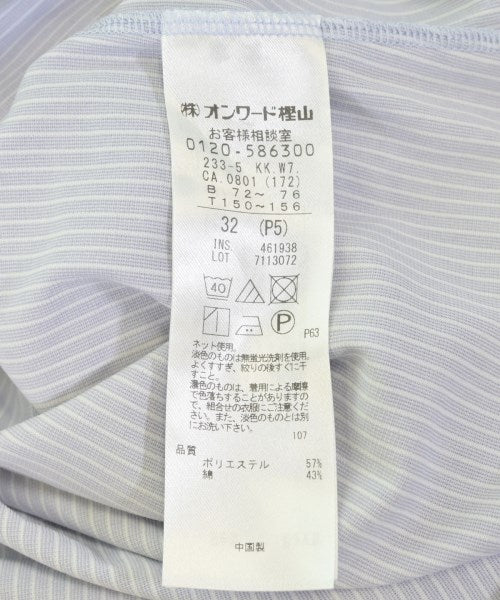 (株)オンワード樫山
お客様相談室
0120-586300
233-5 KK.W7.
CA.0801 (172)
B 72～ 76
T 150～156
32 (P5)
INS 461938
LOT 7113072
40
P
P63
ネット使用。
淡色のものは無蛍光洗剤を使用。
よくすすぎ、絞りの後すぐに干
すこと。
濃色のものは、着用による摩擦
で色落ちすることがあります
ので、組合せの衣服にご注意くださ
い。また、淡色のものとは別
にお洗い下さい。
107
品質
ポリエステル 57%
綿 43%
中国製